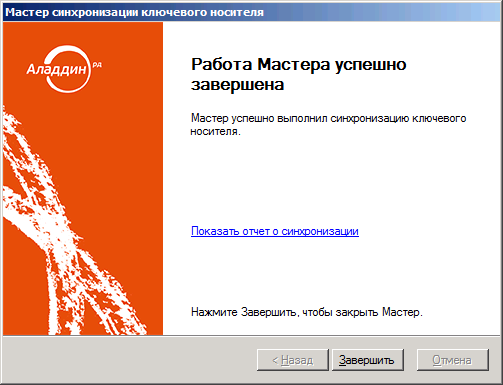 Мастер синхронизации ключевого носителя
Аладдин РД
Работа Мастера успешно
завершена
Мастер успешно выполнил синхронизацию ключевого
носителя.
Показать отчет о синхронизации
Нажмите Завершить, чтобы закрыть Мастер.
< Назад
Завершить
Отмена